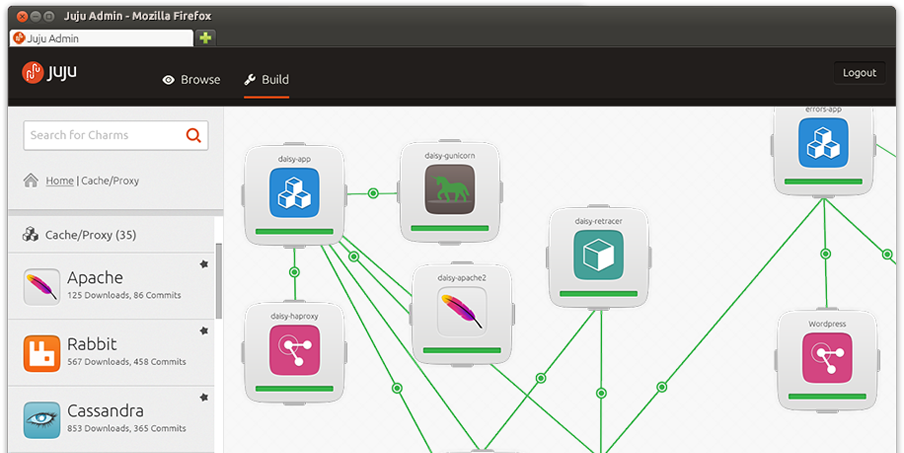 Juju Admin - Mozilla Firefox
Juju Admin
juju
Browse
Build
Logout
Search for Charms
Home | Cache/Proxy
Cache/Proxy (35)
Apache
125 Downloads, 86 Commits
Rabbit
567 Downloads, 458 Commits
Cassandra
853 Downloads, 365 Commits
daisy-app
daisy-gunicorn
errors-app
daisy-retracer
daisy-apache2
daisy-haproxy
Wordpress